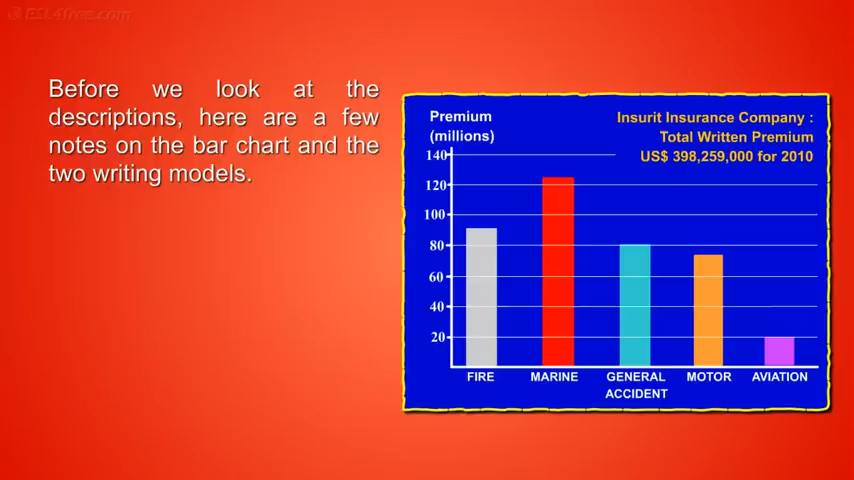 ESL4free.com
Before we look at the
descriptions, here are a few
notes on the bar chart and the
two writing models.
Premium
(millions)
Insurit Insurance Company :
Total Written Premium
US$ 398,259,000 for 2010
140
120
100
80
60
40
20
FIRE MARINE GENERAL ACCIDENT MOTOR AVIATION